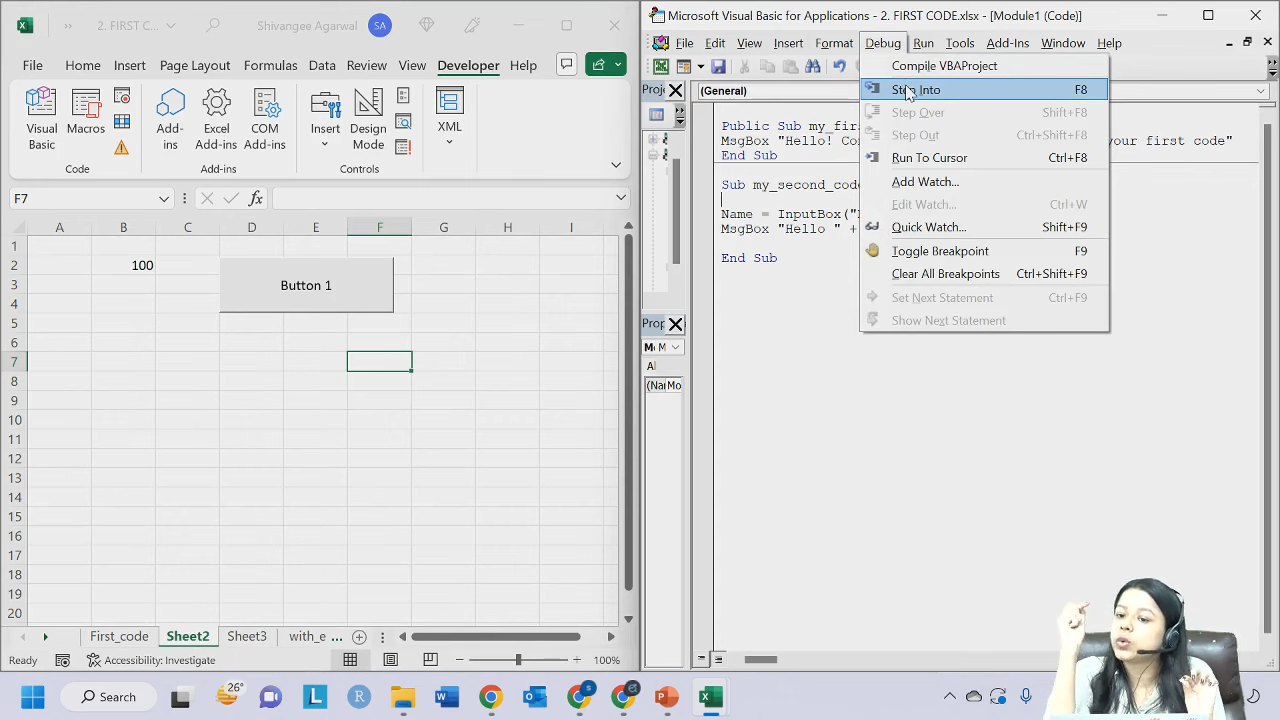 2. FIRST C...
Shivangee Agarwal
SA
File
Home
Insert
Page Layout
Formulas
Data
Review
View
Developer
Help
Visual Basic
Macros
Code
Add-ins
Excel Add-ins
COM Add-ins
Add-ins
Insert
Design Mode
Controls
XML
F7
fx
A B C D E F G H I
1
2 100
3
Button 1
4
5
6
7
8
9
10
11
12
13
14
15
16
17
18
19
20
First_code
Sheet2
Sheet3
with_e ...
Ready
Accessibility: Investigate
100%
Microsoft Visual Basic for Applications - 2. FIRST CODE.xlsx - [Module1 (Code)]
File Edit View Insert Format Debug Run Tools Add-Ins Window Help
Proj
(General)
Public Sub my_fir
MsgBox "Hello! Co
your first code"
End Sub
Sub my_second_cod
Name = InputBox("
MsgBox "Hello " +
End Sub
Prop
M
Al
(Na Mo
Compile VBAProject
Step Into F8
Step Over Shift+F8
Step Out Ctrl+Shift+F8
Run To Cursor Ctrl+F8
Add Watch...
Edit Watch... Ctrl+W
Quick Watch... Shift+F9
Toggle Breakpoint F9
Clear All Breakpoints Ctrl+Shift+F9
Set Next Statement Ctrl+F9
Show Next Statement
Search
26°